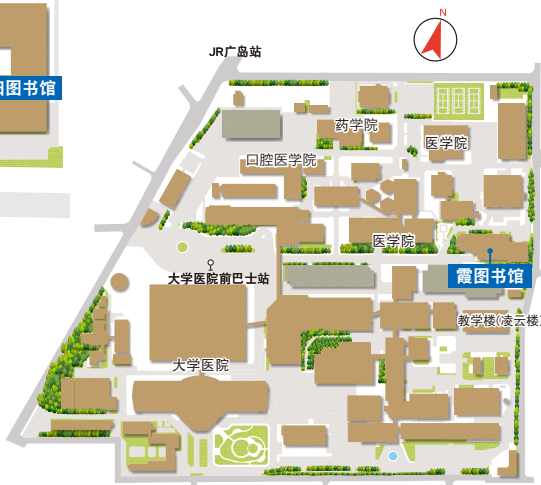 N
JR广岛站
图书馆
药学院
医学院
口腔医学院
医学院
大学医院前巴士站
霞图书馆
教学楼(凌云楼)
大学医院